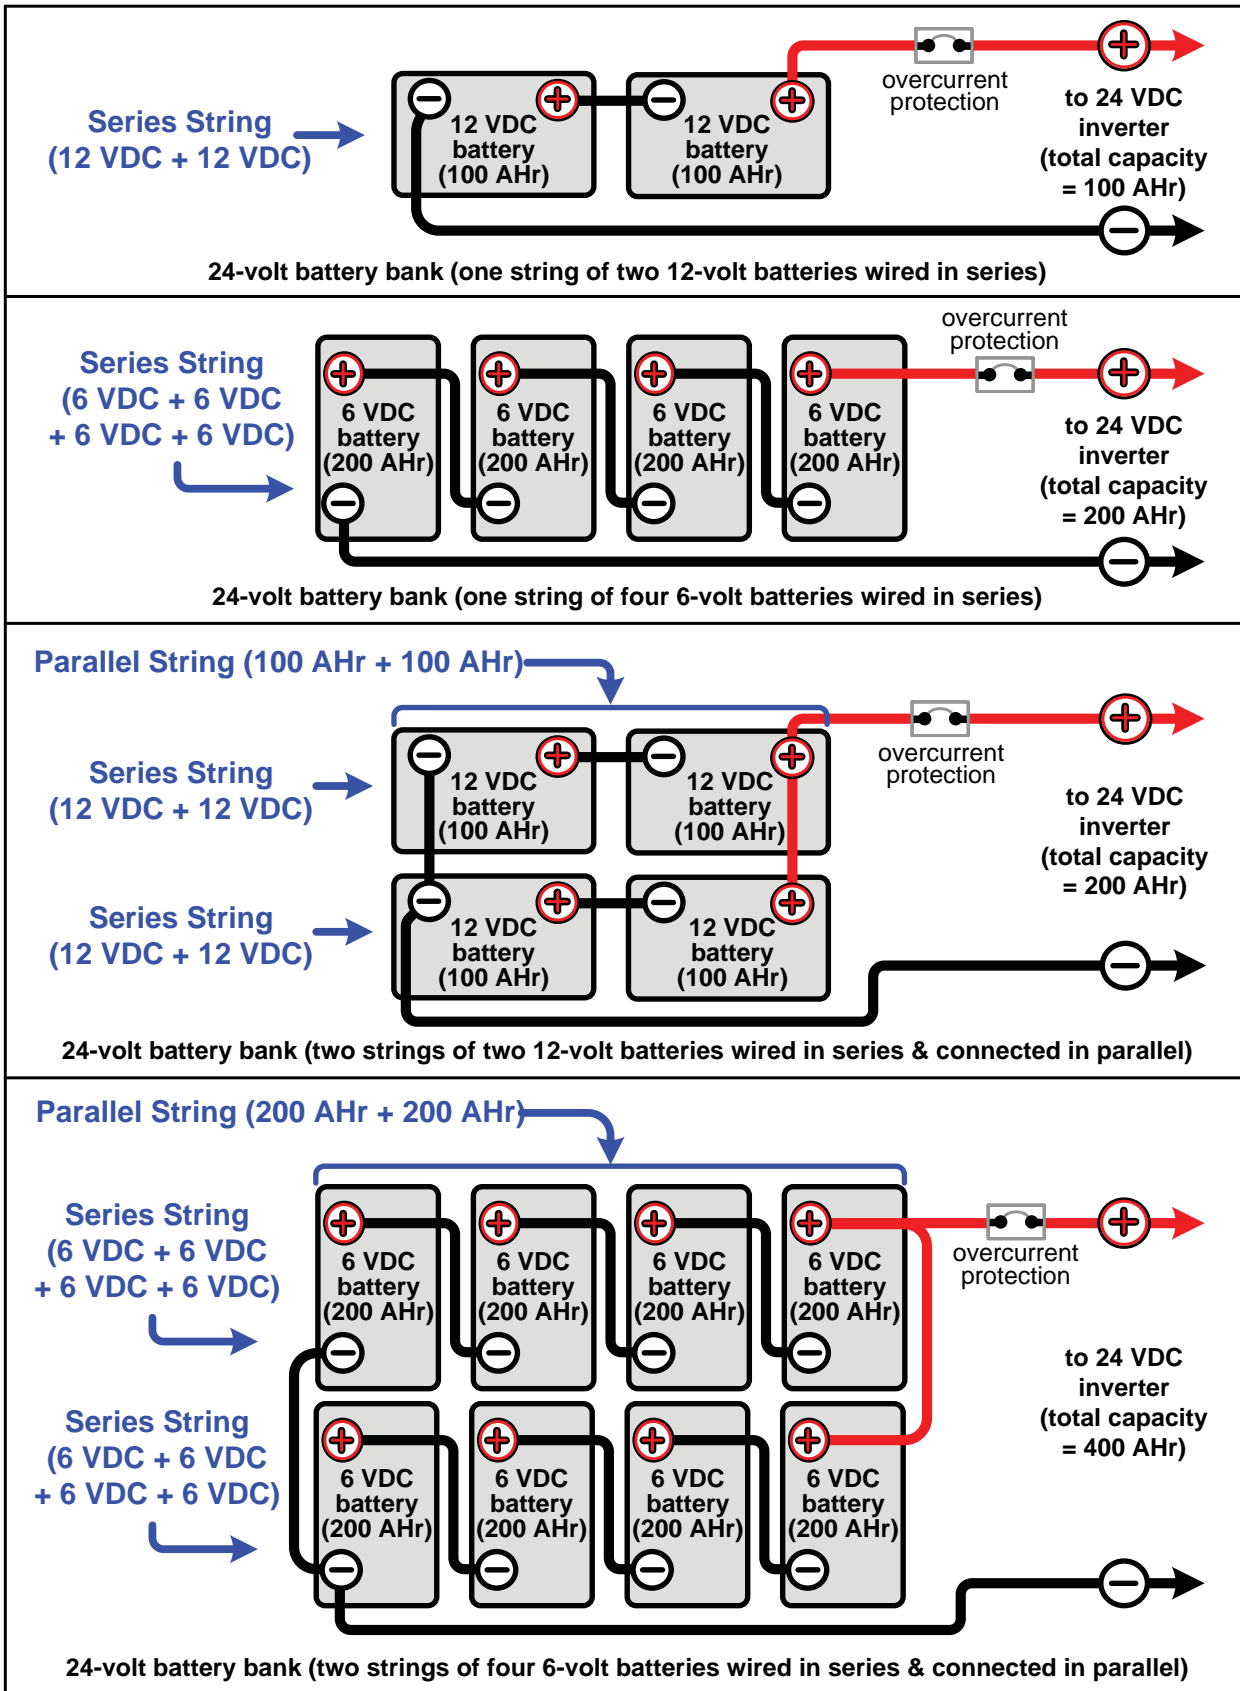 overcurrent
protection
Series String
(12 VDC + 12 VDC)
12 VDC
battery
(100 AHr)
12 VDC
battery
(100 AHr)
to 24 VDC
inverter
(total capacity
= 100 AHr)
24-volt battery bank (one string of two 12-volt batteries wired in series)
overcurrent
protection
Series String
(6 VDC + 6 VDC
+ 6 VDC + 6 VDC)
6 VDC
battery
(200 AHr)
6 VDC
battery
(200 AHr)
6 VDC
battery
(200 AHr)
6 VDC
battery
(200 AHr)
to 24 VDC
inverter
(total capacity
= 200 AHr)
24-volt battery bank (one string of four 6-volt batteries wired in series)
Parallel String (100 AHr + 100 AHr)
overcurrent
protection
Series String
(12 VDC + 12 VDC)
12 VDC
battery
(100 AHr)
12 VDC
battery
(100 AHr)
to 24 VDC
inverter
(total capacity
= 200 AHr)
Series String
(12 VDC + 12 VDC)
12 VDC
battery
(100 AHr)
12 VDC
battery
(100 AHr)
24-volt battery bank (two strings of two 12-volt batteries wired in series & connected in parallel)
Parallel String (200 AHr + 200 AHr)
Series String
(6 VDC + 6 VDC
+ 6 VDC + 6 VDC)
6 VDC
battery
(200 AHr)
6 VDC
battery
(200 AHr)
6 VDC
battery
(200 AHr)
6 VDC
battery
(200 AHr)
overcurrent
protection
to 24 VDC
inverter
(total capacity
= 400 AHr)
Series String
(6 VDC + 6 VDC
+ 6 VDC + 6 VDC)
6 VDC
battery
(200 AHr)
6 VDC
battery
(200 AHr)
6 VDC
battery
(200 AHr)
6 VDC
battery
(200 AHr)
24-volt battery bank (two strings of four 6-volt batteries wired in series & connected in parallel)